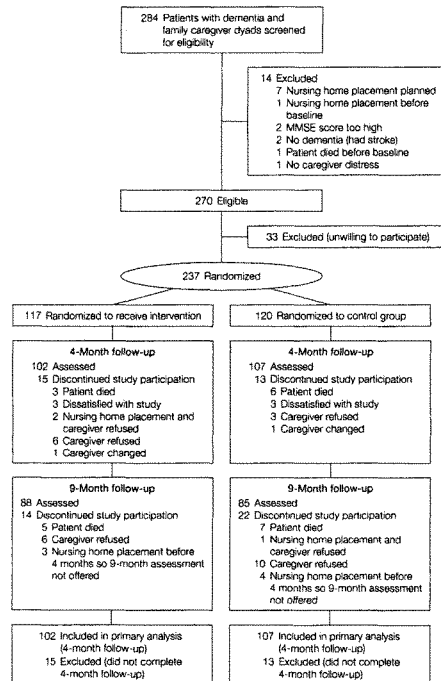 284 Patients with dementia and
family caregiver dyads screened
for eligibility
14 Excluded
7 Nursing home placement planned
1 Nursing home placement before
baseline
2 MMSE score too high
2 No dementia (had stroke)
1 Patient died before baseline
1 No caregiver distress
270 Eligible
33 Excluded (unwilling to participate)
237 Randomized
117 Randomized to receive intervention
120 Randomized to control group
4-Month follow-up
102 Assessed
15 Discontinued study participation
3 Patient died
3 Dissatisfied with study
2 Nursing home placement and
caregiver refused
6 Caregiver refused
1 Caregiver changed
4-Month follow-up
107 Assessed
13 Discontinued study participation
6 Patient died
3 Dissatisfied with study
3 Caregiver refused
1 Caregiver changed
9-Month follow-up
88 Assessed
14 Discontinued study participation
5 Patient died
6 Caregiver refused
3 Nursing home placement before
4 months so 9-month assessment
not offered
9-Month follow-up
85 Assessed
22 Discontinued study participation
7 Patient died
1 Nursing home placement and
caregiver refused
10 Caregiver refused
4 Nursing home placement before
4 months so 9-month assessment
not offered
102 Included in primary analysis
(4-month follow-up)
15 Excluded (did not complete
4-month follow-up)
107 Included in primary analysis
(4-month follow-up)
13 Excluded (did not complete
4-month follow-up)